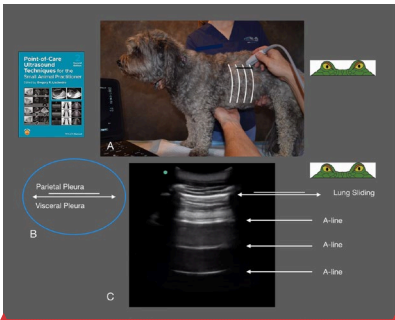 Point-of-Care
Ultrasound
Techniques for the
Small Animal Practitioner
A
Parietal Pleura
Visceral Pleura
B
Lung Sliding
A-line
A-line
A-line
C